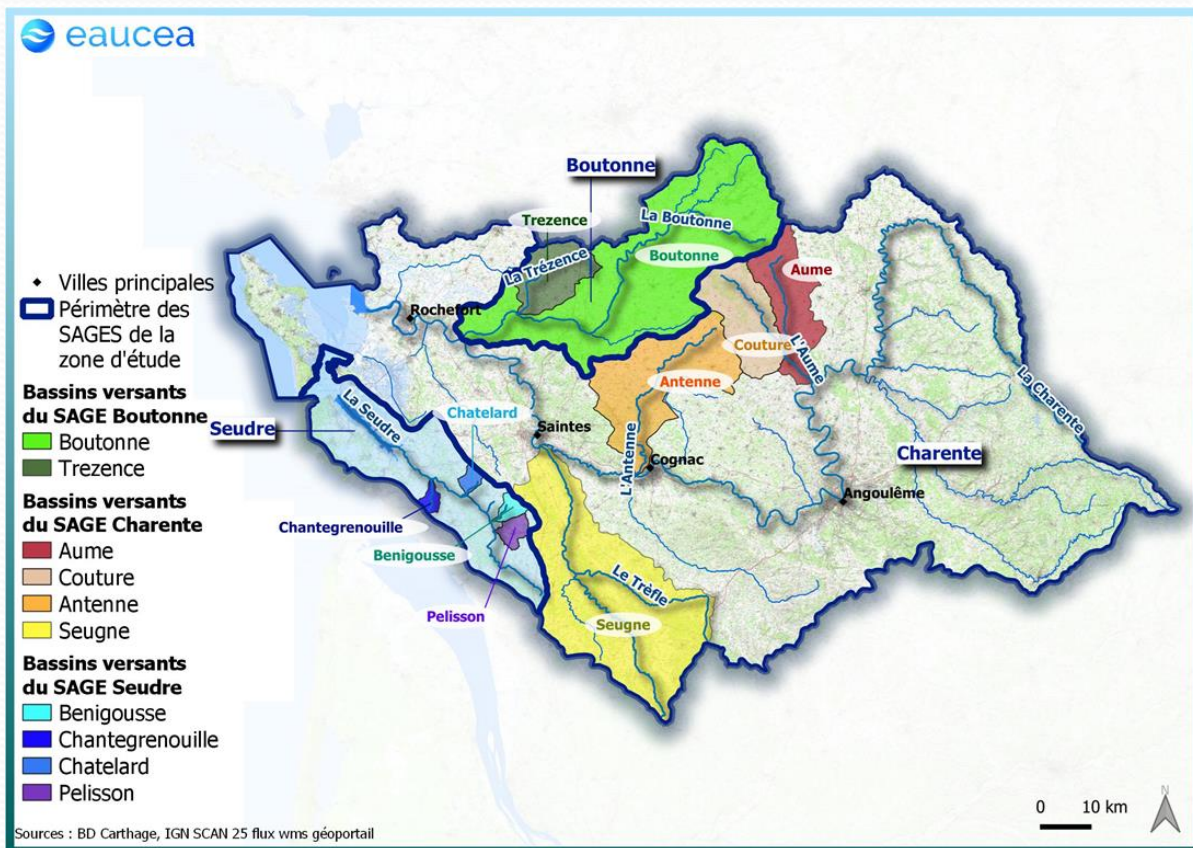 eaucea
Villes principales
Périmètre des
SAGES de la
zone d'étude
Bassins versants
du SAGE Boutonne
Boutonne
Trezence
Bassins versants
du SAGE Charente
Aume
Couture
Antenne
Seugne
Bassins versants
du SAGE Seudre
Benigousse
Chantegrenouille
Chatelard
Pelisson
Boutonne
Trezence
La Boutonne
La Trézence
Boutonne
Aume
Rochefort
Couture
L'Aume
La Charente
Antenne
La Seudre
Chatelard
Seudre
Saintes
L'Antenne
Cognac
Charente
Angoulême
Chantegrenouille
Benigousse
Le Trèfle
Pelisson
Seugne
0 10 km
N
Sources : BD Carthage, IGN SCAN 25 flux wms géoportail